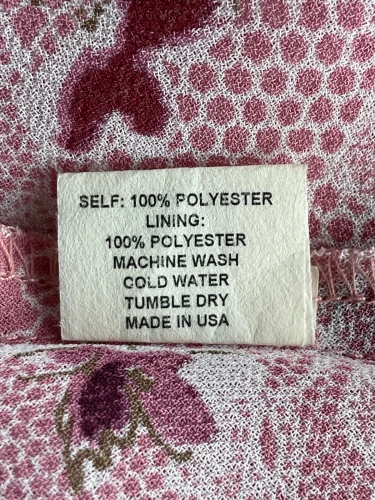 SELF: 100% POLYESTER
LINING:
100% POLYESTER
MACHINE WASH
COLD WATER
TUMBLE DRY
MADE IN USA